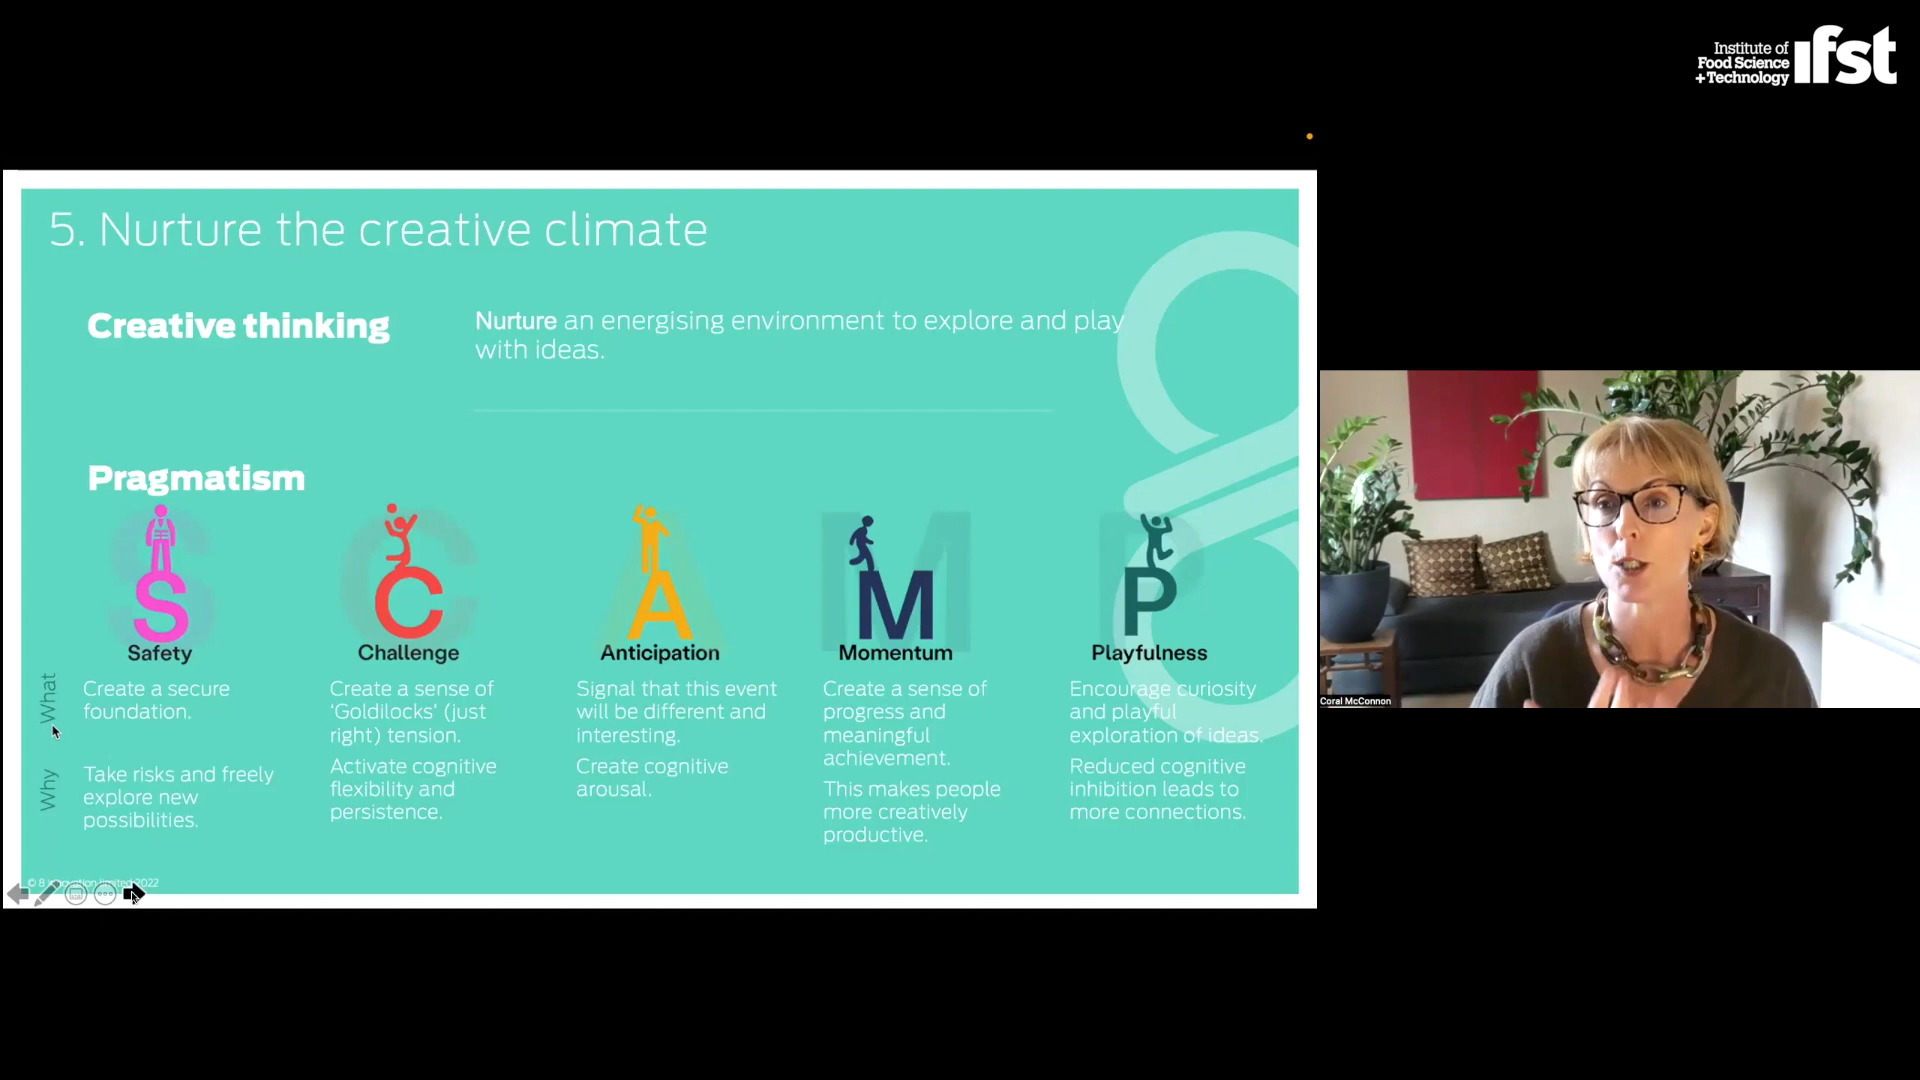 Institute of
Food Science
+Technology
ifst
5. Nurture the creative climate
Creative thinking
Nurture an energising environment to explore and play
with ideas.
Pragmatism
S
C
A
M
P
Safety
Challenge
Anticipation
Momentum
Playfulness
What
Create a secure
foundation.
Create a sense of
‘Goldilocks’ (just
right) tension.
Signal that this event
will be different and
interesting.
Create a sense of
progress and
meaningful
achievement.
Encourage curiosity
and playful
exploration of ideas.
Why
Take risks and freely
explore new
possibilities.
Activate cognitive
flexibility and
persistence.
Create cognitive
arousal.
This makes people
more creatively
productive.
Reduced cognitive
inhibition leads to
more connections.
© 8 innovation limited 2022
Coral McConnon